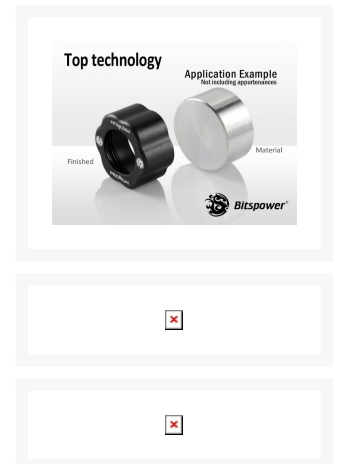 Top technology
Application Example
Not including appurtenances
Material
Finished
Bitspower®